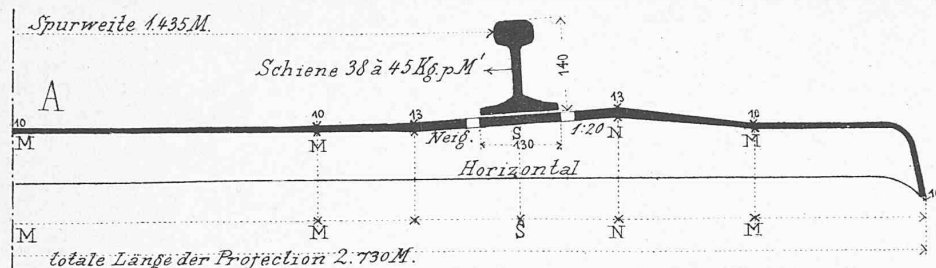 Spurweite 1.435M.
Schiene 38 à 45 Kg. p M'
140
A
10
10
13
13
10
M
M
Neig.
S
1:20
N
M
130
Horizontal
10
M
M
S
N
M
totale Länge der Projection 2.730M.